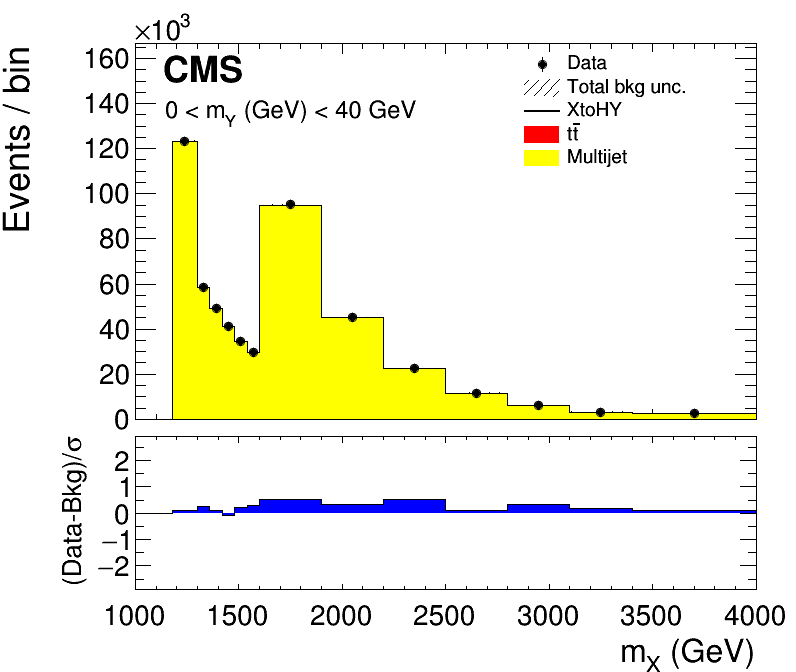 ×10³
Events / bin
160
140
120
100
80
60
40
20
0
CMS
0 < m_Y (GeV) < 40 GeV
Data
Total bkg unc.
XtoHY
tt̄
Multijet
(Data-Bkg)/σ
2
1
0
−1
−2
1000 1500 2000 2500 3000 3500 4000
m_X (GeV)